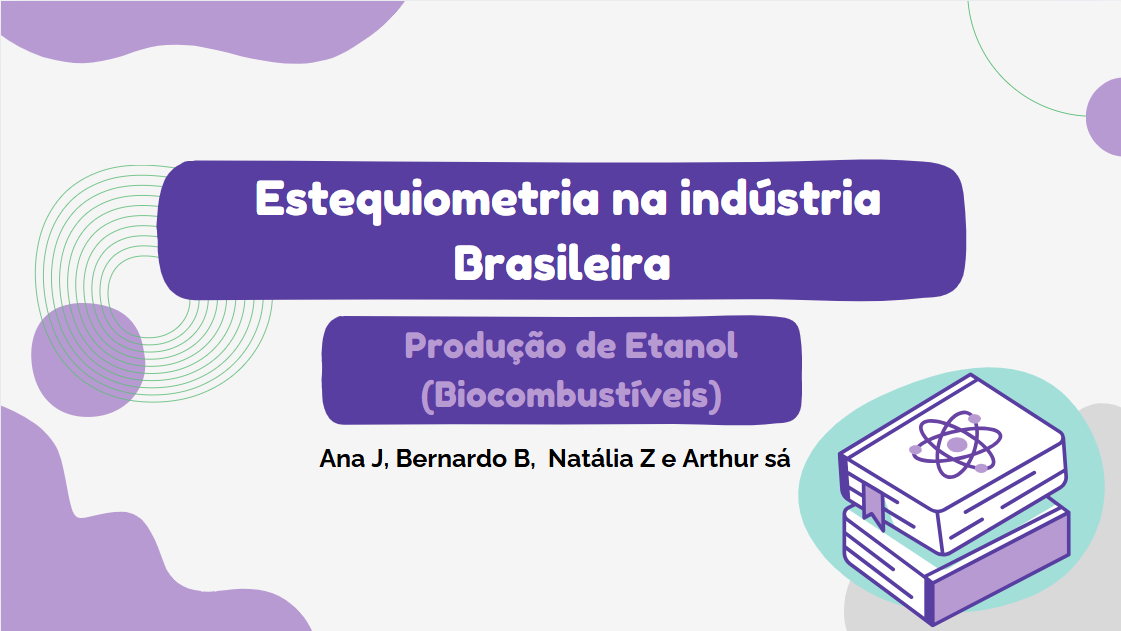 Estequiometria na indústria
Brasileira
Produção de Etanol
(Biocombustíveis)
Ana J, Bernardo B,  Natália Z e Arthur sá